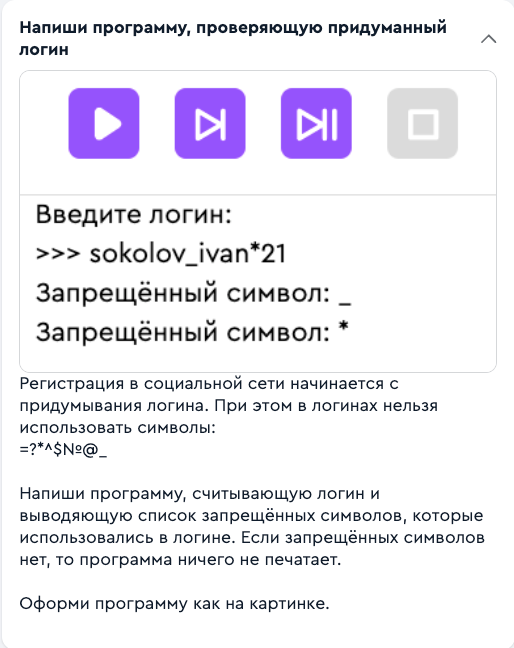 Напиши программу, проверяющую придуманный
логин
Введите логин:
>>> sokolov_ivan*21
Запрещённый символ: _
Запрещённый символ: *
Регистрация в социальной сети начинается с
придумывания логина. При этом в логинах нельзя
использовать символы:
=?*^$№@_
Напиши программу, считывающую логин и
выводяющую список запрещённых символов, которые
использовались в логине. Если запрещённых символов
нет, то программа ничего не печатает.
Оформи программу как на картинке.